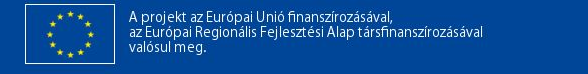 A projekt az Európai Unió finanszírozásával,
az Európai Regionális Fejlesztési Alap társfinanszírozásával
valósul meg.